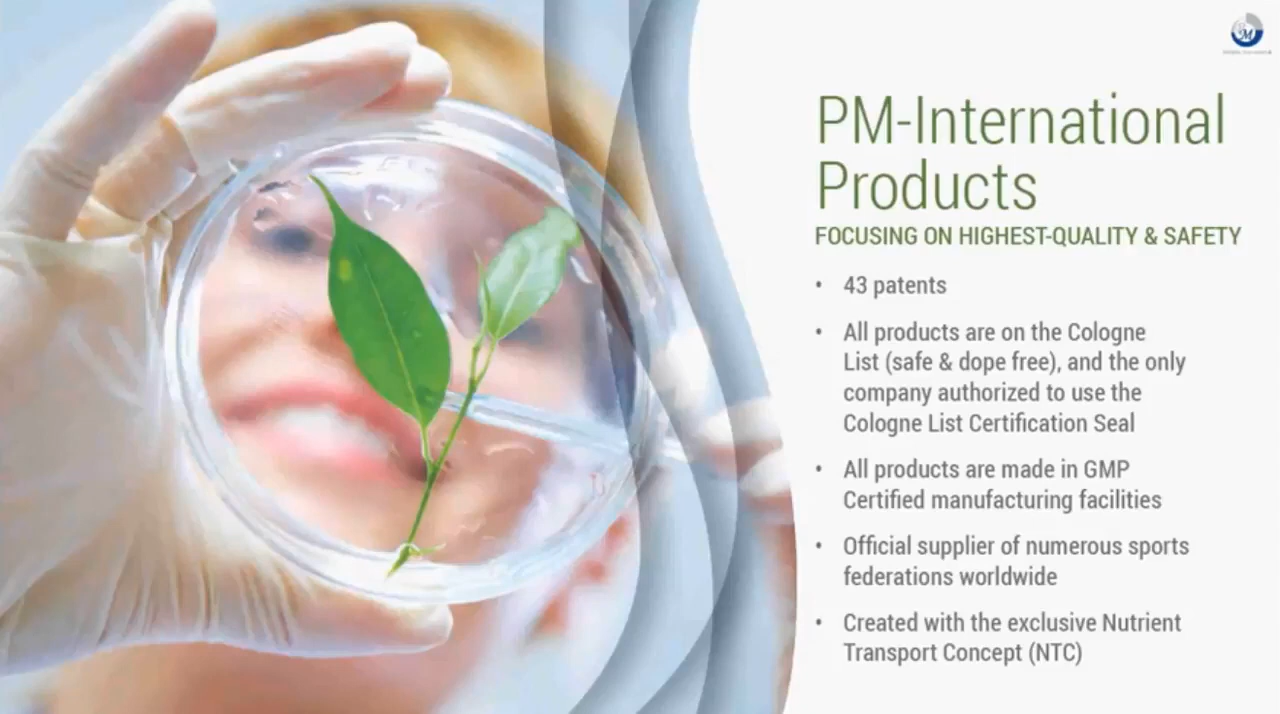 PM-International
Products
FOCUSING ON HIGHEST-QUALITY & SAFETY
• 43 patents
• All products are on the Cologne
List (safe & dope free), and the only
company authorized to use the
Cologne List Certification Seal
• All products are made in GMP
Certified manufacturing facilities
• Official supplier of numerous sports
federations worldwide
• Created with the exclusive Nutrient
Transport Concept (NTC)